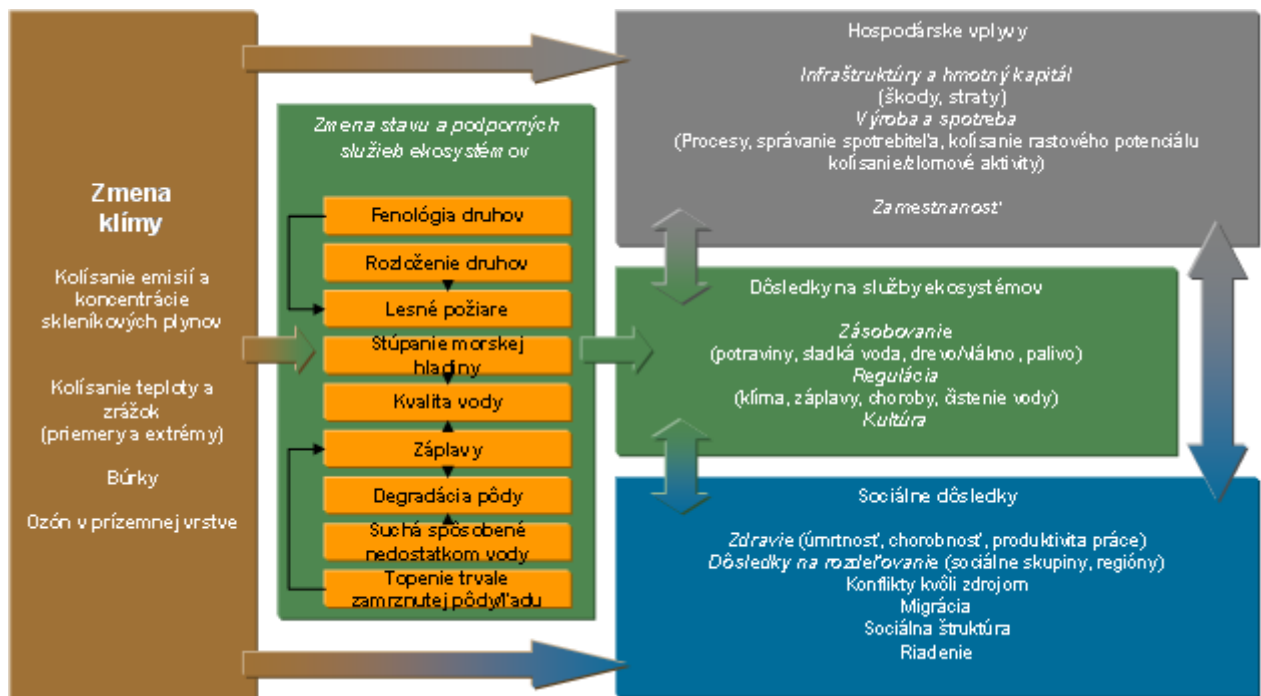 Zmena
klímy
Kolísanie emisií a
koncentrácie
skleníkových plynov
Kolísanie teploty a
zrážok
(priemery a extrémy)
Búrky
Ozón v prízemnej vrstve
Zmena stavu a podporných
služieb ekosystémov
Fenológia druhov
Rozloženie druhov
Lesné požiare
Stúpanie morskej
hladiny
Kvalita vody
Záplavy
Degradácia pôdy
Suchá spôsobené
nedostatkom vody
Topenie trvale
zamrznutej pôdy/ľadu
Hospodárske vplyvy
Infraštruktúry a hmotný kapitál
(škody, straty)
Výroba a spotreba
(Procesy, správanie spotrebiteľa, kolísanie rastového potenciálu
kolísanie/zlomové aktivity)
Zamestnanosť
Dôsledky na služby ekosystémov
Zásobovanie
(potraviny, sladká voda, drevo/vlákno, palivo)
Regulácia
(klíma, záplavy, choroby, čistenie vody)
Kultúra
Sociálne dôsledky
Zdravie (úmrtnosť, chorobnosť, produktivita práce)
Dôsledky na rozdeľovanie (sociálne skupiny, regióny)
Konflikty kvôli zdrojom
Migrácia
Sociálna štruktúra
Riadenie